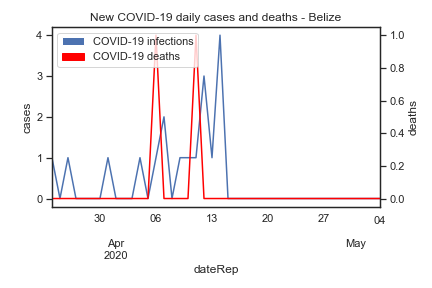 New COVID-19 daily cases and deaths - Belize
COVID-19 infections
COVID-19 deaths
4
3
2
1
0
cases
1.0
0.8
0.6
0.4
0.2
0.0
deaths
30 06 13 20 27 04
Apr May
2020
dateRep